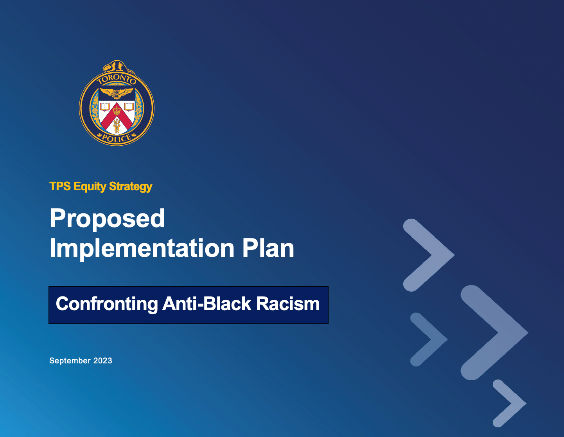 TORONTO
POLICE
TPS Equity Strategy
Proposed
Implementation Plan
Confronting Anti-Black Racism
September 2023